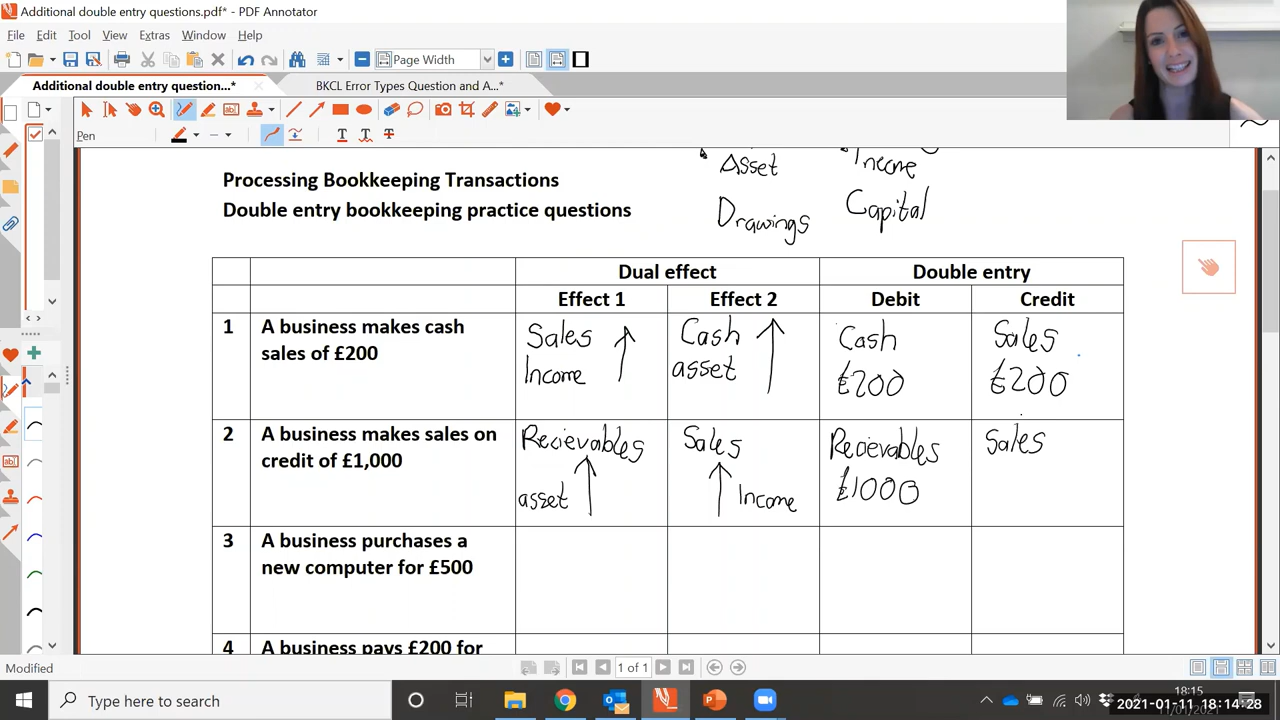 Additional double entry questions.pdf* - PDF Annotator
File Edit Tool View Extras Window Help
Page Width
Additional double entry question...* BKCL Error Types Question and A...*
Pen
Asset Income
Processing Bookkeeping Transactions
Double entry bookkeeping practice questions
Drawings Capital
Dual effect Double entry
Effect 1 Effect 2 Debit Credit
1 A business makes cash sales of £200
Sales Income
Cash asset
Cash £200
Sales £200
2 A business makes sales on credit of £1,000
Recievables asset
Sales Income
Recievables £1000
Sales
3 A business purchases a new computer for £500
4 A business pays £200 for
1 of 1
Modified
Type here to search
18:15
2021-01-11 18:14:28